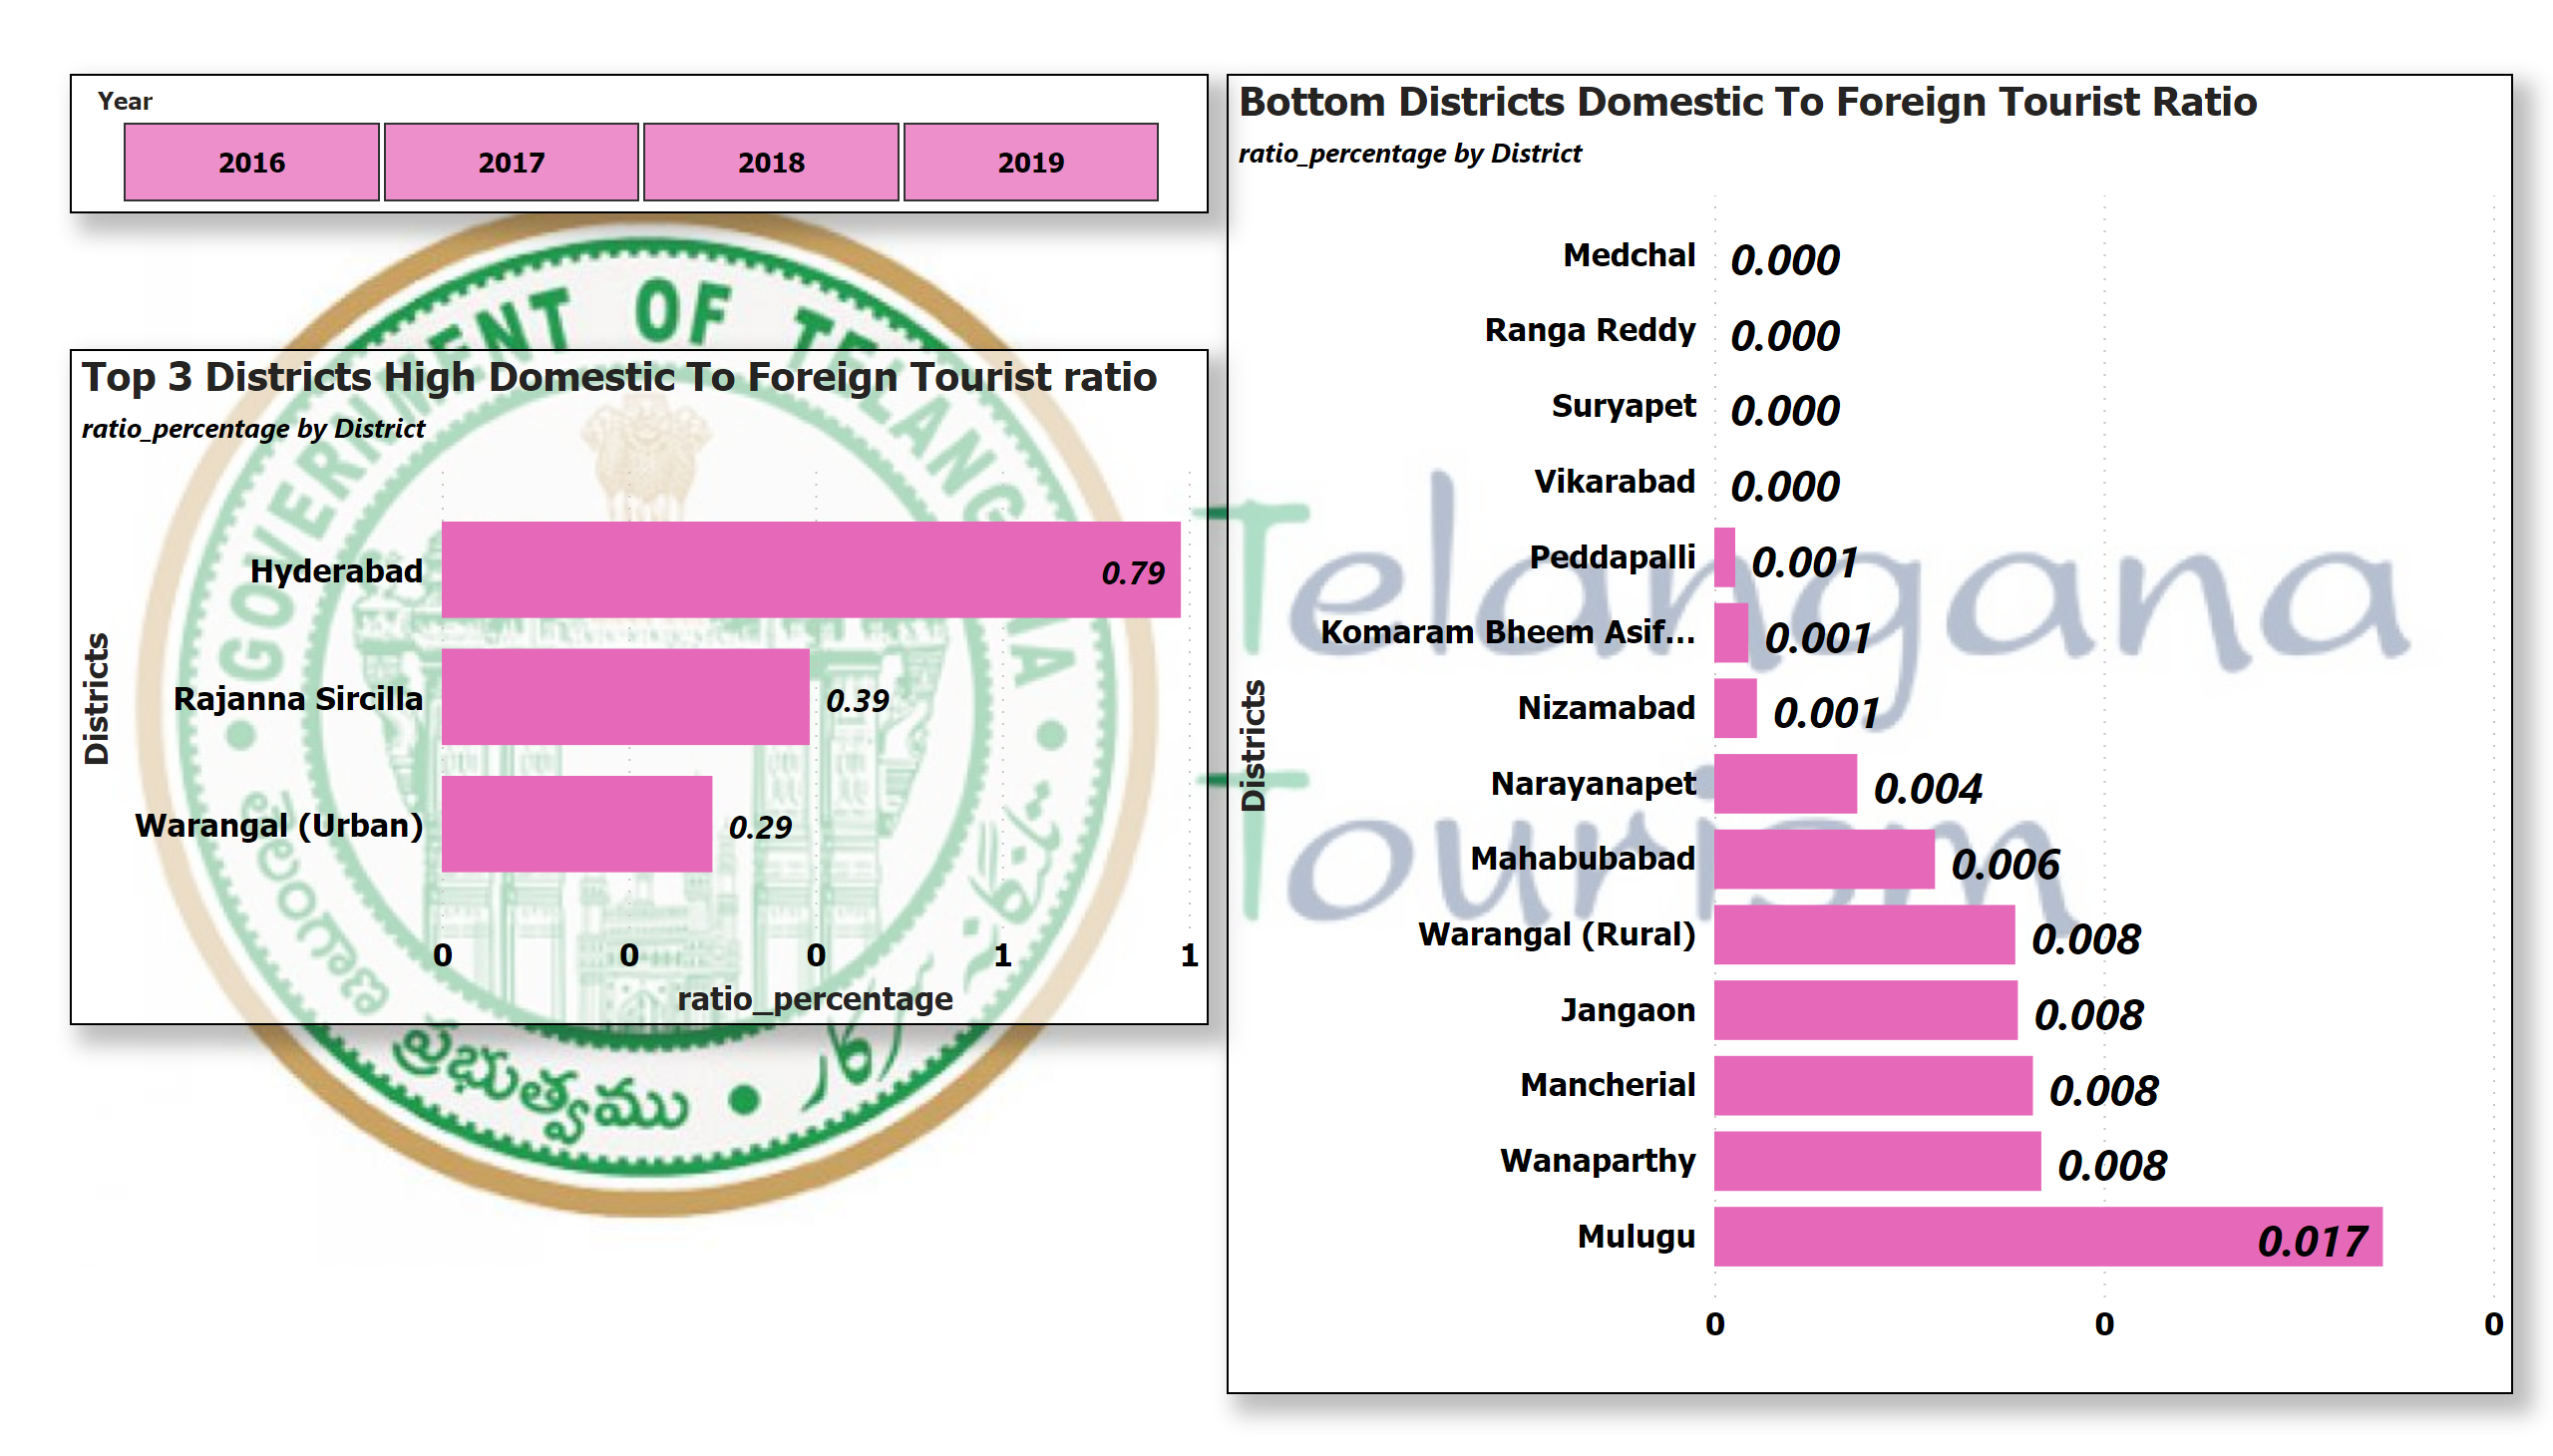 Year
2016 2017 2018 2019
GOVERNMENT OF TELANGANA
Top 3 Districts High Domestic To Foreign Tourist ratio
ratio_percentage by District
Districts
Hyderabad 0.79
Rajanna Sircilla 0.39
Warangal (Urban) 0.29
0 0 0 1 1
ratio_percentage
తెలంగాణ ప్రభుత్వము
Bottom Districts Domestic To Foreign Tourist Ratio
ratio_percentage by District
Telangana
Tourism
Districts
Medchal 0.000
Ranga Reddy 0.000
Suryapet 0.000
Vikarabad 0.000
Peddapalli 0.001
Komaram Bheem Asif... 0.001
Nizamabad 0.001
Narayanapet 0.004
Mahabubabad 0.006
Warangal (Rural) 0.008
Jangaon 0.008
Mancherial 0.008
Wanaparthy 0.008
Mulugu 0.017
0 0 0